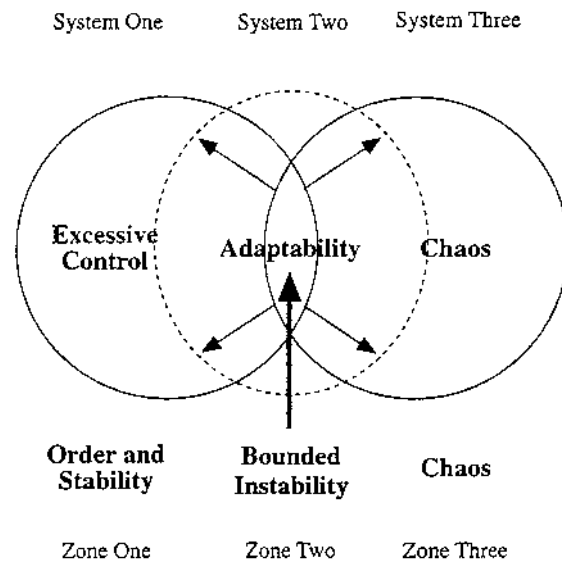 System One
System Two
System Three
Excessive
Control
Adaptability
Chaos
Order and
Stability
Bounded
Instability
Chaos
Zone One
Zone Two
Zone Three